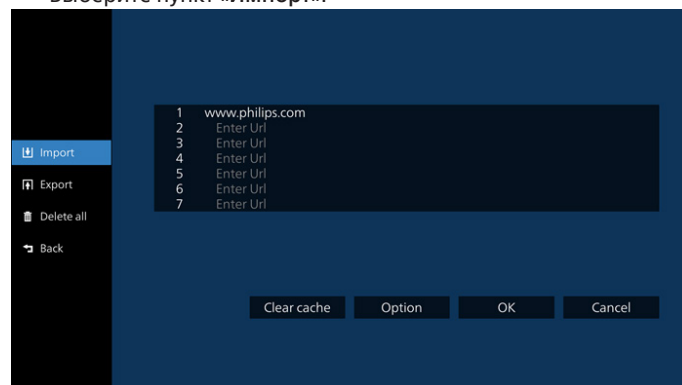 Выберите пункт «Импорт».
Import
Export
Delete all
Back
1 www.philips.com
2 Enter Url
3 Enter Url
4 Enter Url
5 Enter Url
6 Enter Url
7 Enter Url
Clear cache Option OK Cancel